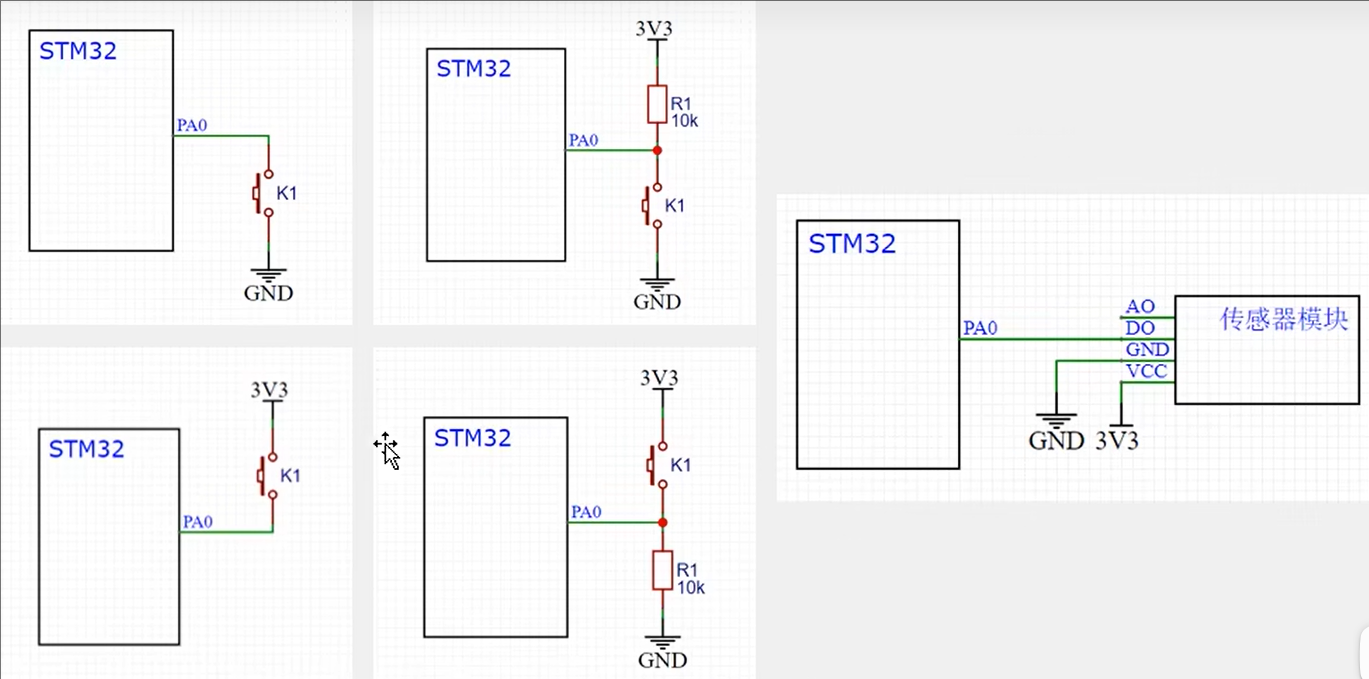 STM32
PA0
K1
GND
3V3
STM32
R1
10k
PA0
K1
GND
STM32
AO
PA0
DO
传感器模块
GND
VCC
GND
3V3
3V3
STM32
K1
PA0
3V3
STM32
K1
PA0
R1
10k
GND